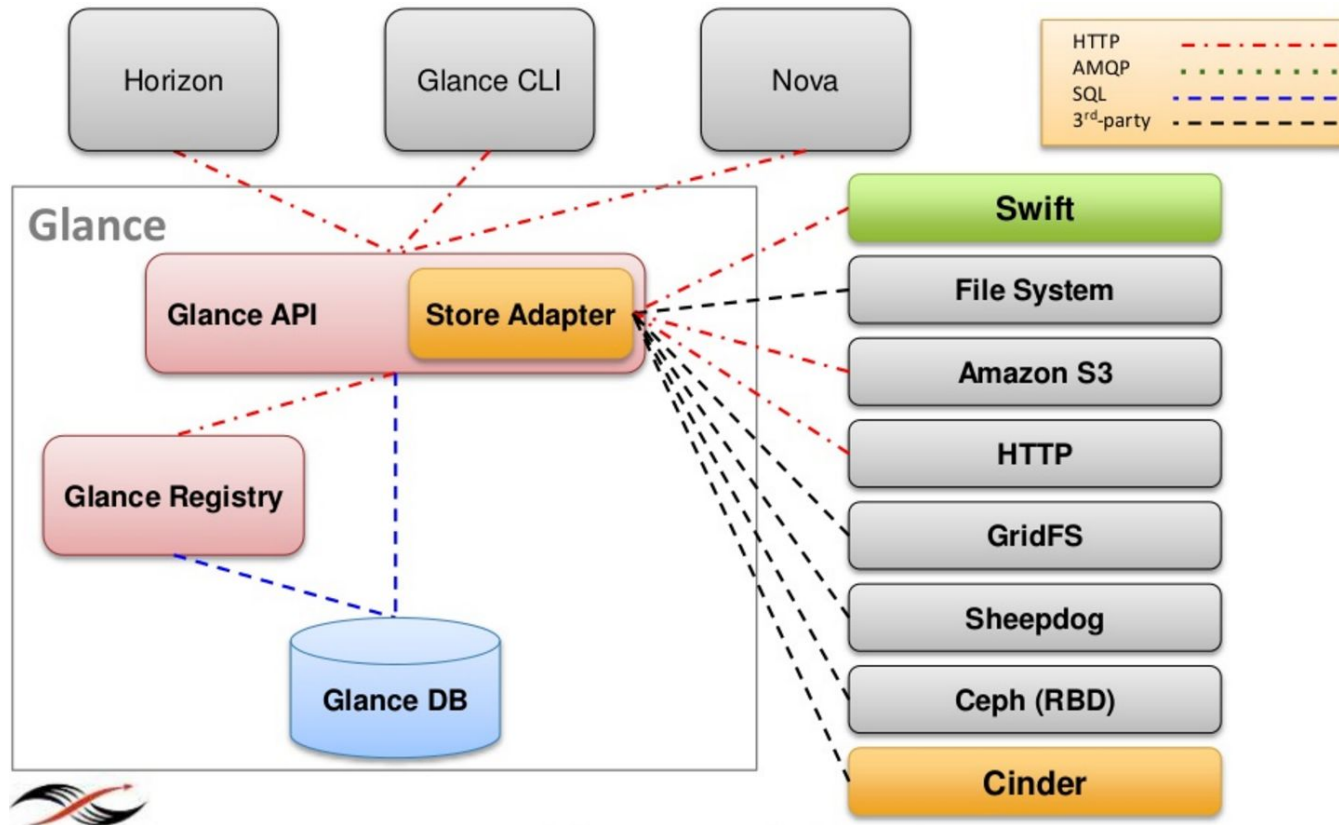 Horizon
Glance CLI
Nova
HTTP
AMQP
SQL
3rd-party
Glance
Glance API
Store Adapter
Glance Registry
Glance DB
Swift
File System
Amazon S3
HTTP
GridFS
Sheepdog
Ceph (RBD)
Cinder